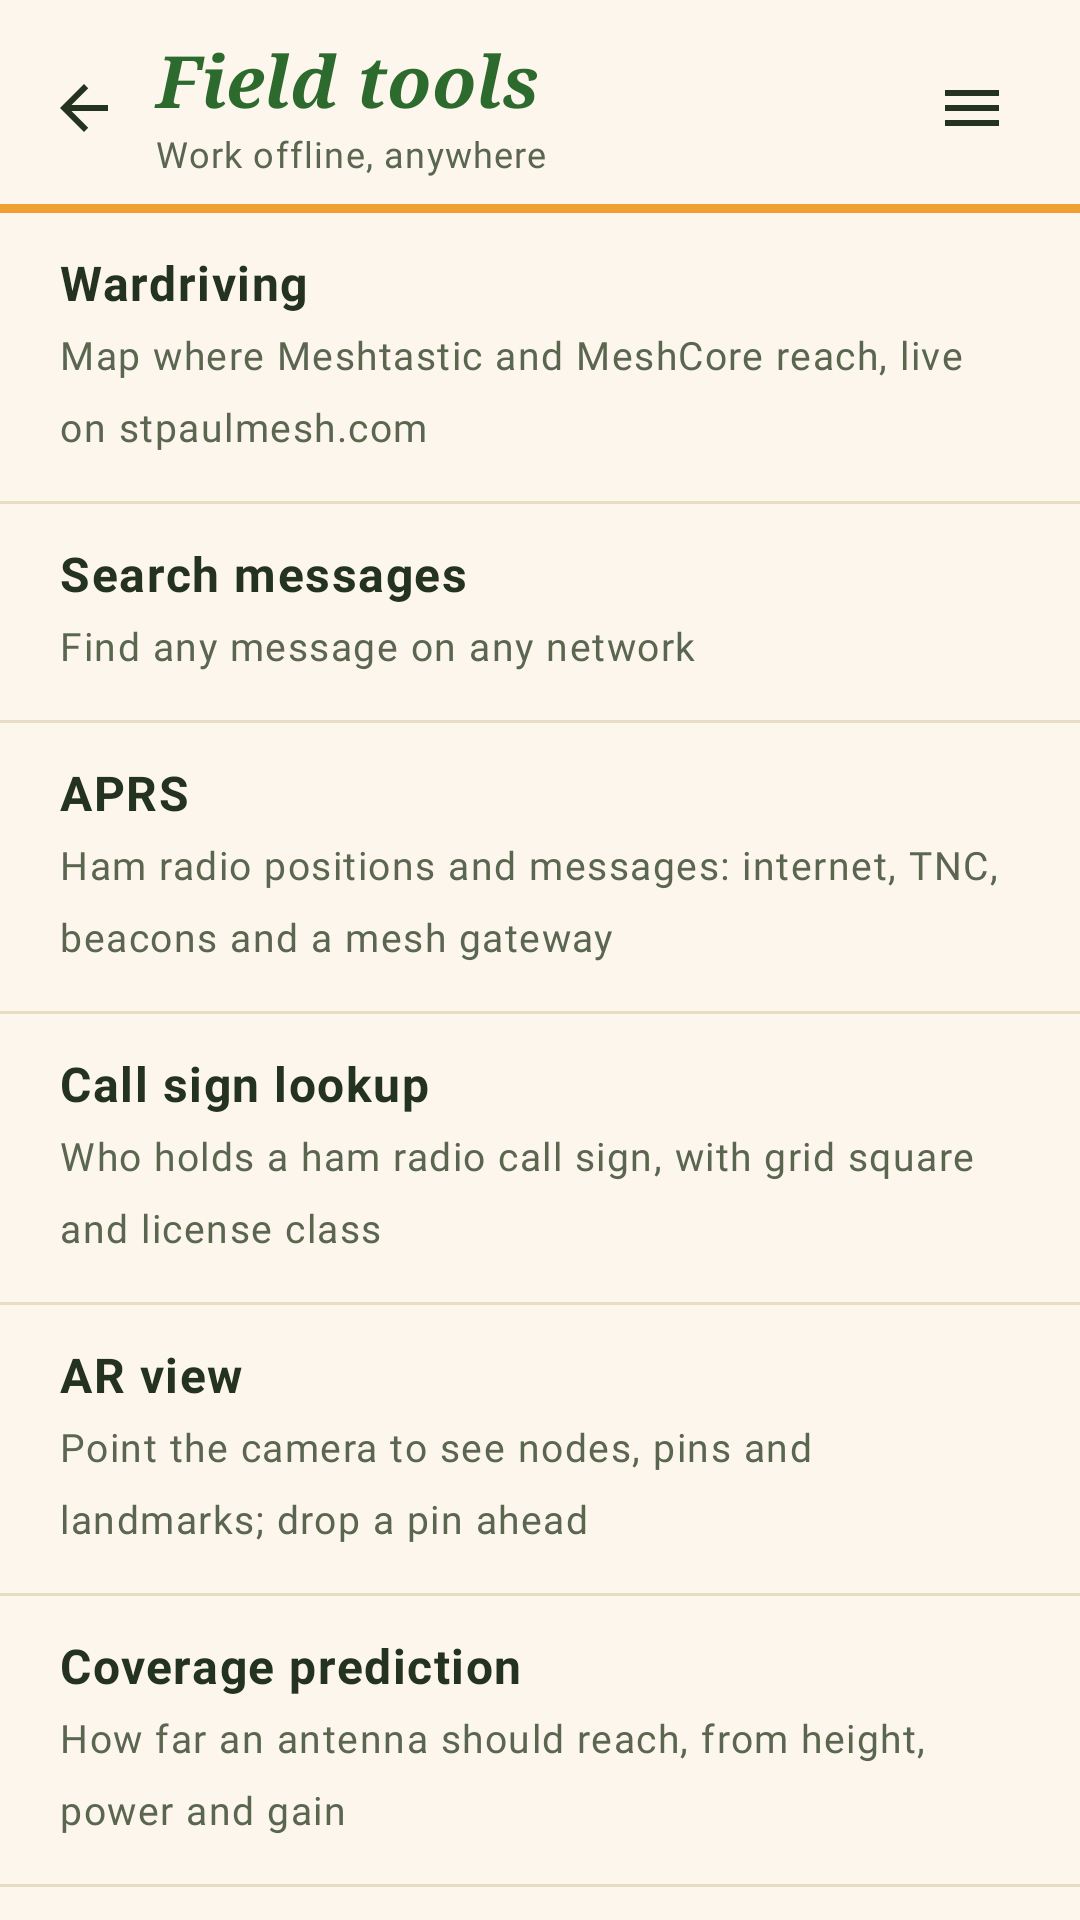 Field tools
Work offline, anywhere
Wardriving
Map where Meshtastic and MeshCore reach, live
on stpaulmesh.com
Search messages
Find any message on any network
APRS
Ham radio positions and messages: internet, TNC,
beacons and a mesh gateway
Call sign lookup
Who holds a ham radio call sign, with grid square
and license class
AR view
Point the camera to see nodes, pins and
landmarks; drop a pin ahead
Coverage prediction
How far an antenna should reach, from height,
power and gain